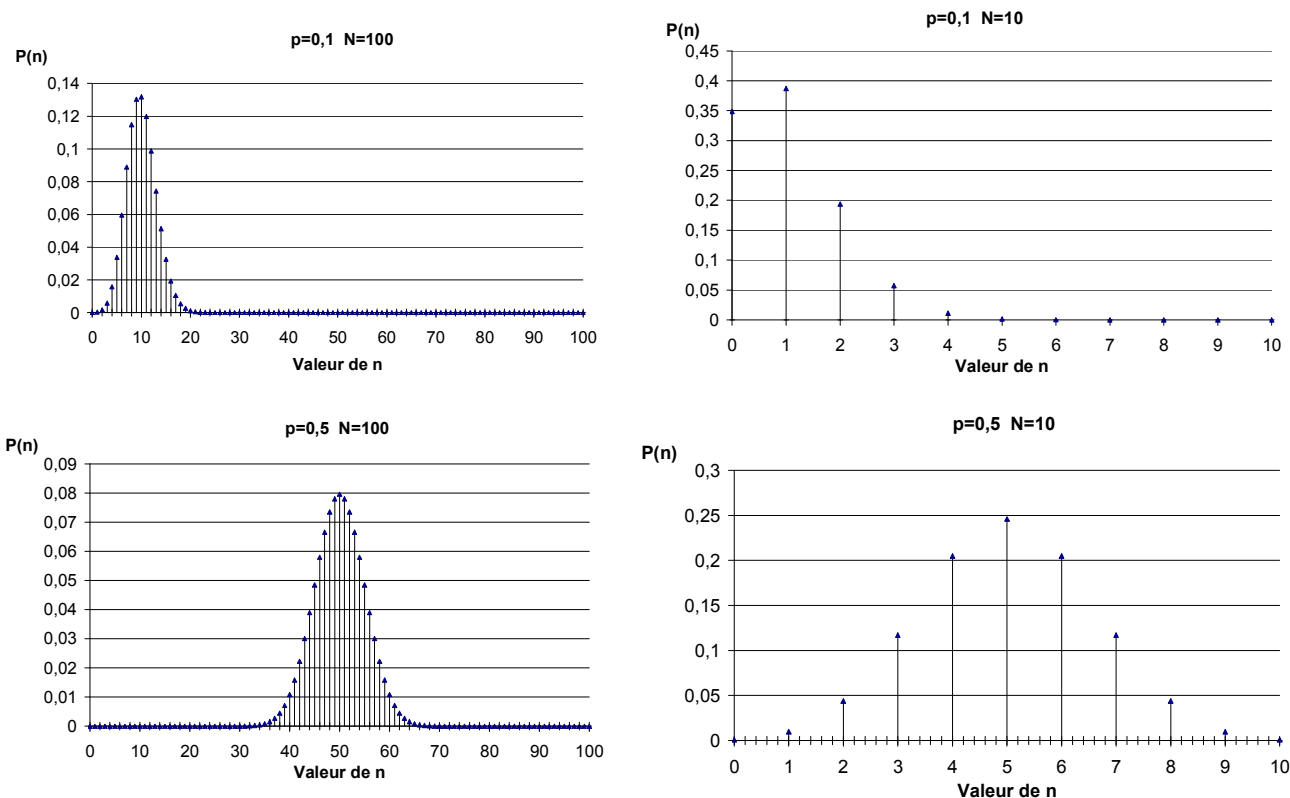 p=0,1 N=100
P(n)
0,14
0,12
0,1
0,08
0,06
0,04
0,02
0
0 10 20 30 40 50 60 70 80 90 100
Valeur de n
p=0,1 N=10
P(n)
0,45
0,4
0,35
0,3
0,25
0,2
0,15
0,1
0,05
0
0 1 2 3 4 5 6 7 8 9 10
Valeur de n
p=0,5 N=100
P(n)
0,09
0,08
0,07
0,06
0,05
0,04
0,03
0,02
0,01
0
0 10 20 30 40 50 60 70 80 90 100
Valeur de n
p=0,5 N=10
P(n)
0,3
0,25
0,2
0,15
0,1
0,05
0
0 1 2 3 4 5 6 7 8 9 10
Valeur de n